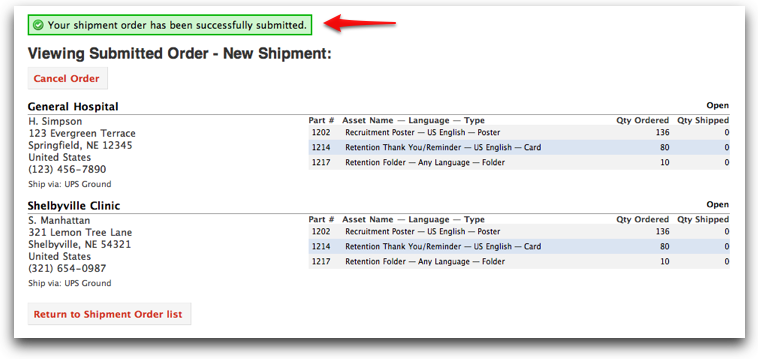 Your shipment order has been successfully submitted.
Viewing Submitted Order - New Shipment:
Cancel Order
General Hospital Open
H. Simpson
123 Evergreen Terrace
Springfield, NE 12345
United States
(123) 456-7890
Ship via: UPS Ground
Part # Asset Name — Language — Type Qty Ordered Qty Shipped
1202 Recruitment Poster — US English — Poster 136 0
1214 Retention Thank You/Reminder — US English — Card 80 0
1217 Retention Folder — Any Language — Folder 10 0
Shelbyville Clinic Open
S. Manhattan
321 Lemon Tree Lane
Shelbyville, NE 54321
United States
(321) 654-0987
Ship via: UPS Ground
Part # Asset Name — Language — Type Qty Ordered Qty Shipped
1202 Recruitment Poster — US English — Poster 136 0
1214 Retention Thank You/Reminder — US English — Card 80 0
1217 Retention Folder — Any Language — Folder 10 0
Return to Shipment Order list